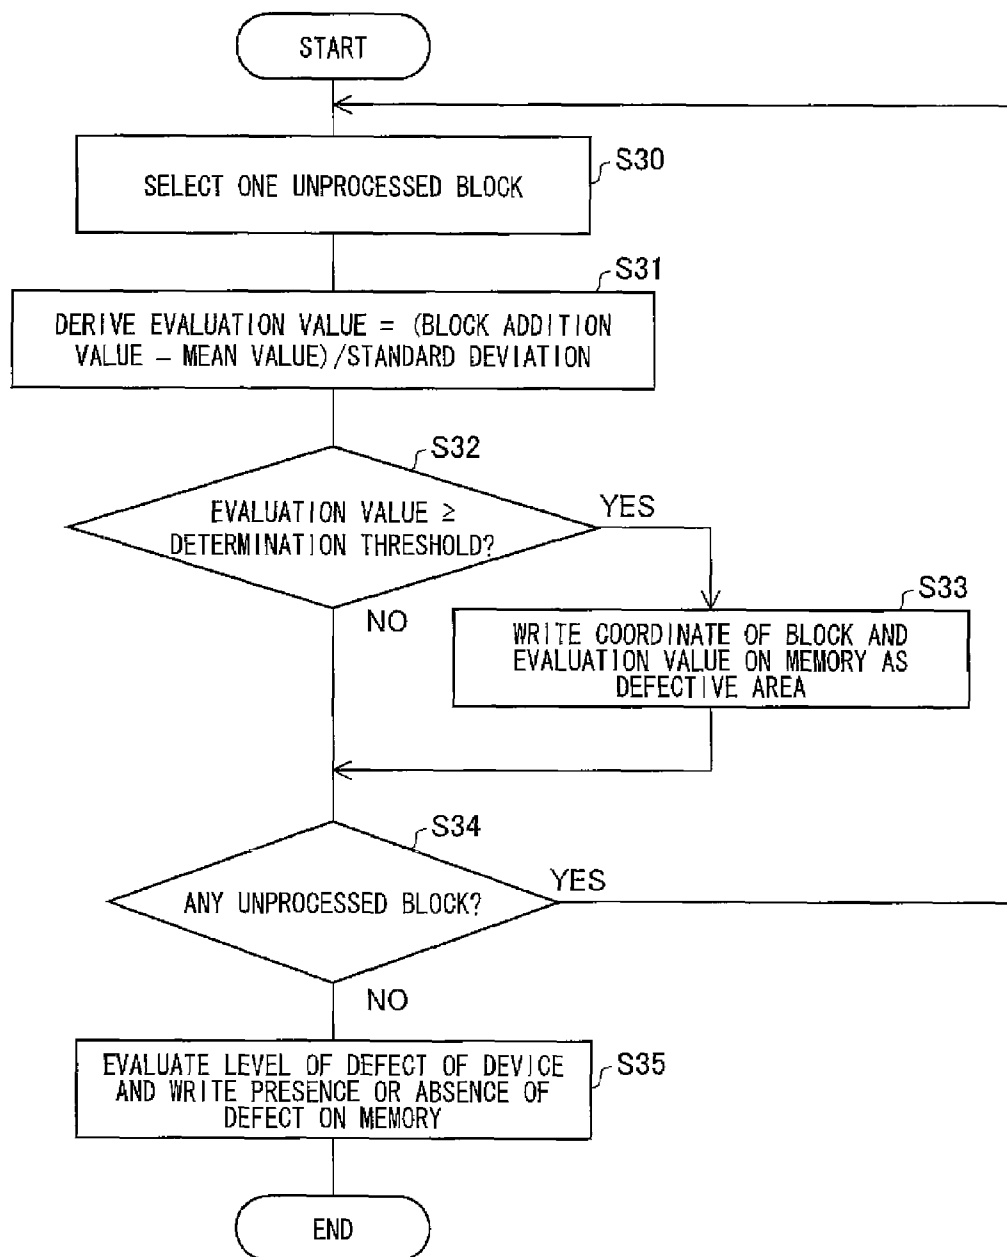 START
S30
SELECT ONE UNPROCESSED BLOCK
S31
DERIVE EVALUATION VALUE = (BLOCK ADDITION
VALUE – MEAN VALUE)/STANDARD DEVIATION
S32
EVALUATION VALUE ≥
DETERMINATION THRESHOLD?
YES
NO
S33
WRITE COORDINATE OF BLOCK AND
EVALUATION VALUE ON MEMORY AS
DEFECTIVE AREA
S34
ANY UNPROCESSED BLOCK?
YES
NO
S35
EVALUATE LEVEL OF DEFECT OF DEVICE
AND WRITE PRESENCE OR ABSENCE OF
DEFECT ON MEMORY
END